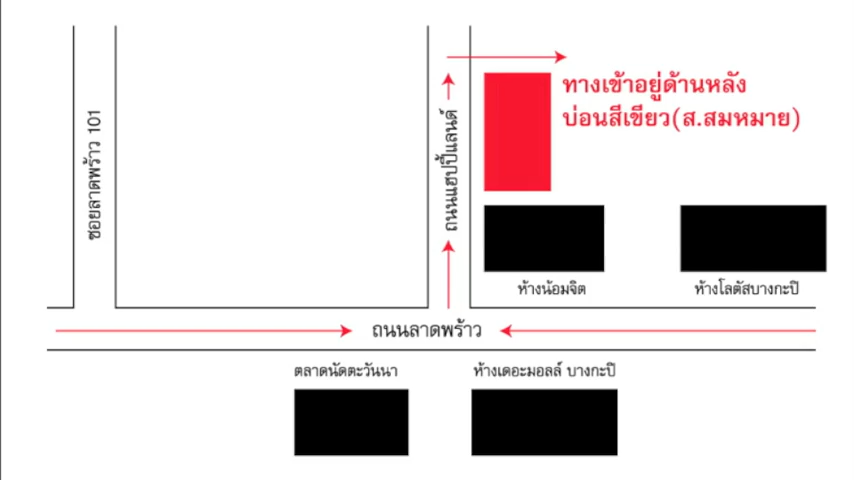 ทางเข้าอยู่ด้านหลัง
บ่อนสีเขียว(ส.สมหมาย)
ซอยลาดพร้าว 101
ถนนแฮปปี้แลนด์
ห้างน้อมจิต
ห้างโลตัสบางกะปิ
ถนนลาดพร้าว
ตลาดนัดตะวันนา
ห้างเดอะมอลล์ บางกะปิ